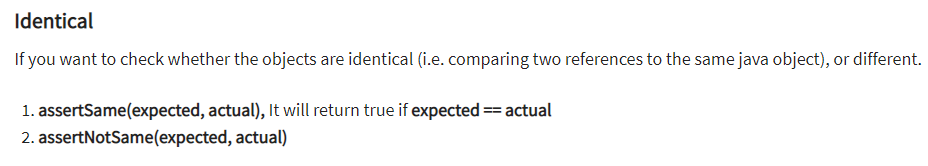 Identical
If you want to check whether the objects are identical (i.e. comparing two references to the same java object), or different.
1. assertSame(expected, actual), It will return true if expected == actual
2. assertNotSame(expected, actual)